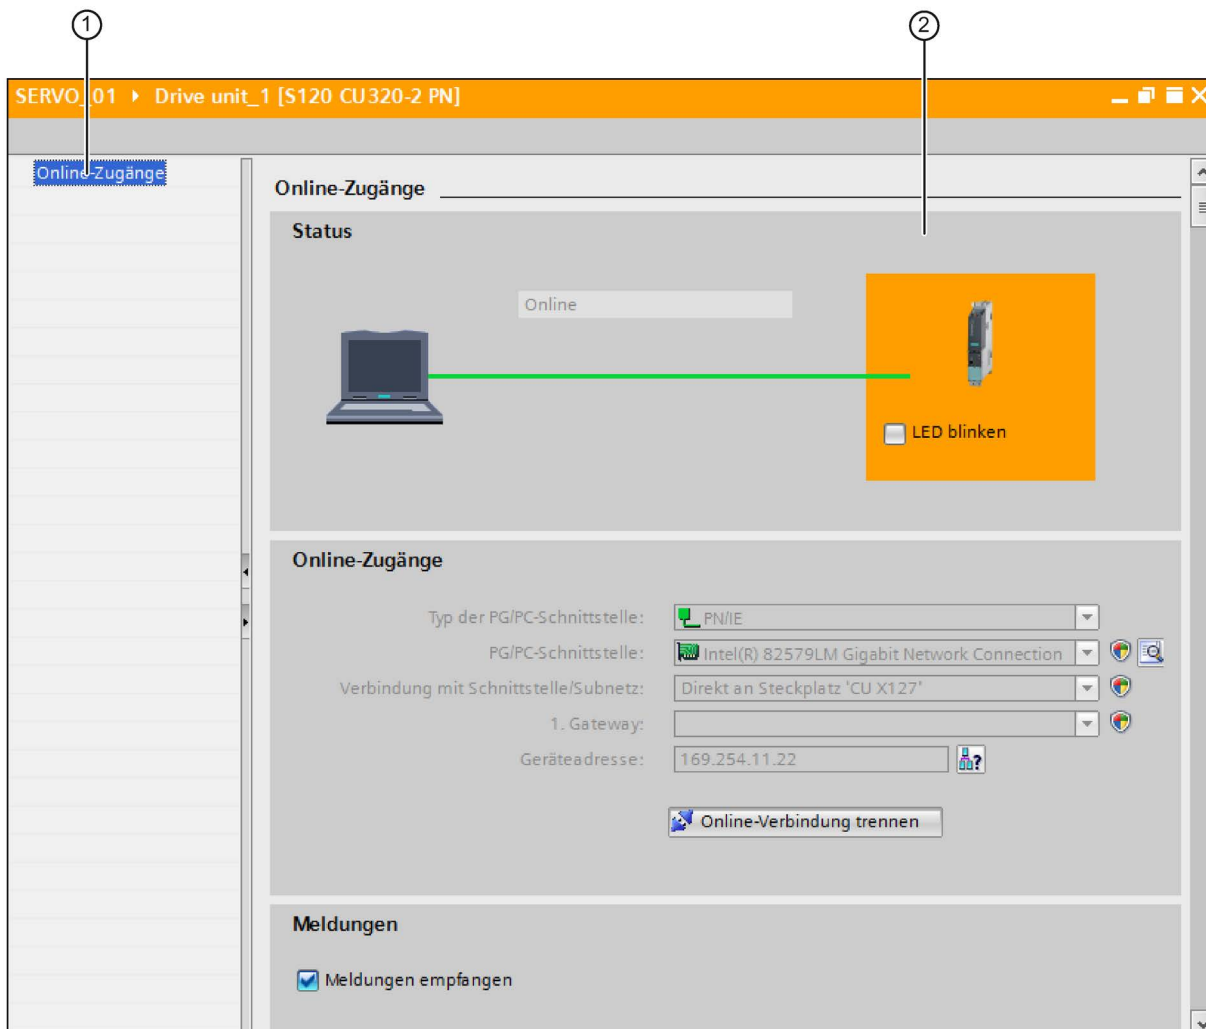 1
2
SERVO_01 ▸ Drive unit_1 [S120 CU320-2 PN]
Online-Zugänge
Online-Zugänge
Status
Online
LED blinken
Online-Zugänge
Typ der PG/PC-Schnittstelle: PN/IE
PG/PC-Schnittstelle: Intel(R) 82579LM Gigabit Network Connection
Verbindung mit Schnittstelle/Subnetz: Direkt an Steckplatz 'CU X127'
1. Gateway:
Geräteadresse: 169.254.11.22
Online-Verbindung trennen
Meldungen
Meldungen empfangen